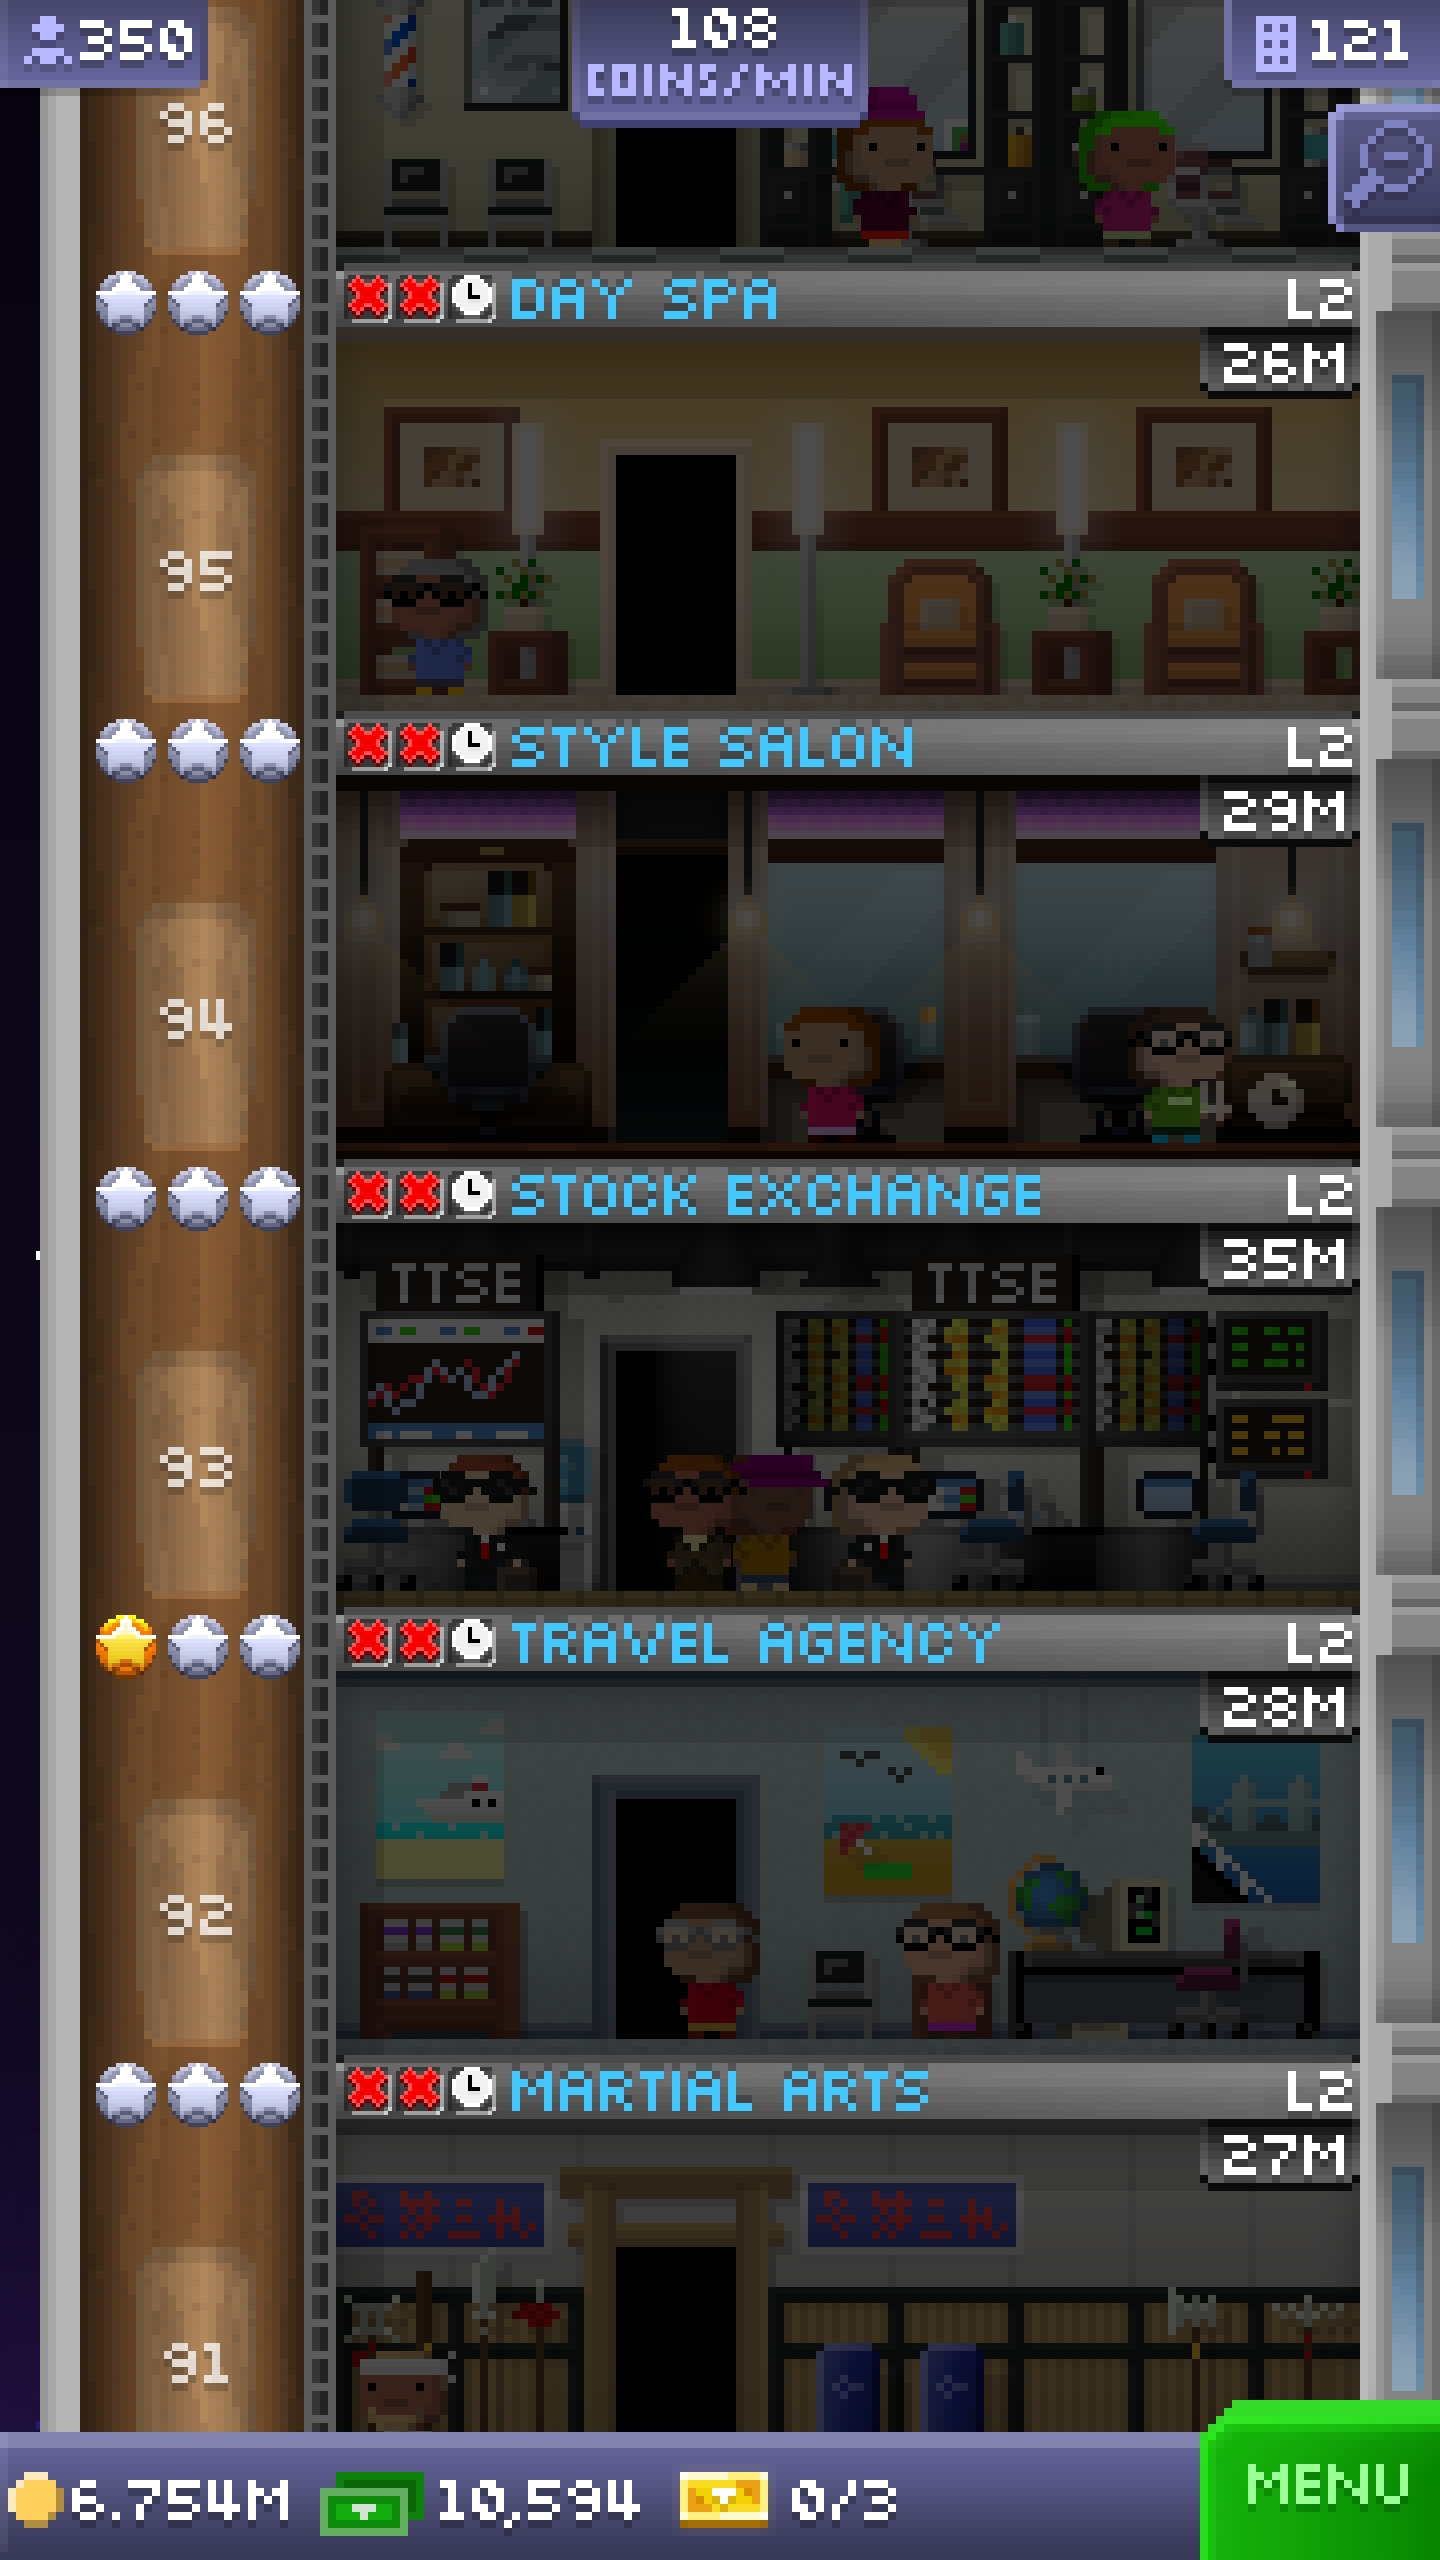 350
108
COINS/MIN
121
96
DAY SPA L2
26M
95
STYLE SALON L2
29M
94
STOCK EXCHANGE L2
35M
TTSE TTSE
93
TRAVEL AGENCY L2
28M
92
MARTIAL ARTS L2
27M
91
6.754M 10,594 0/3
MENU